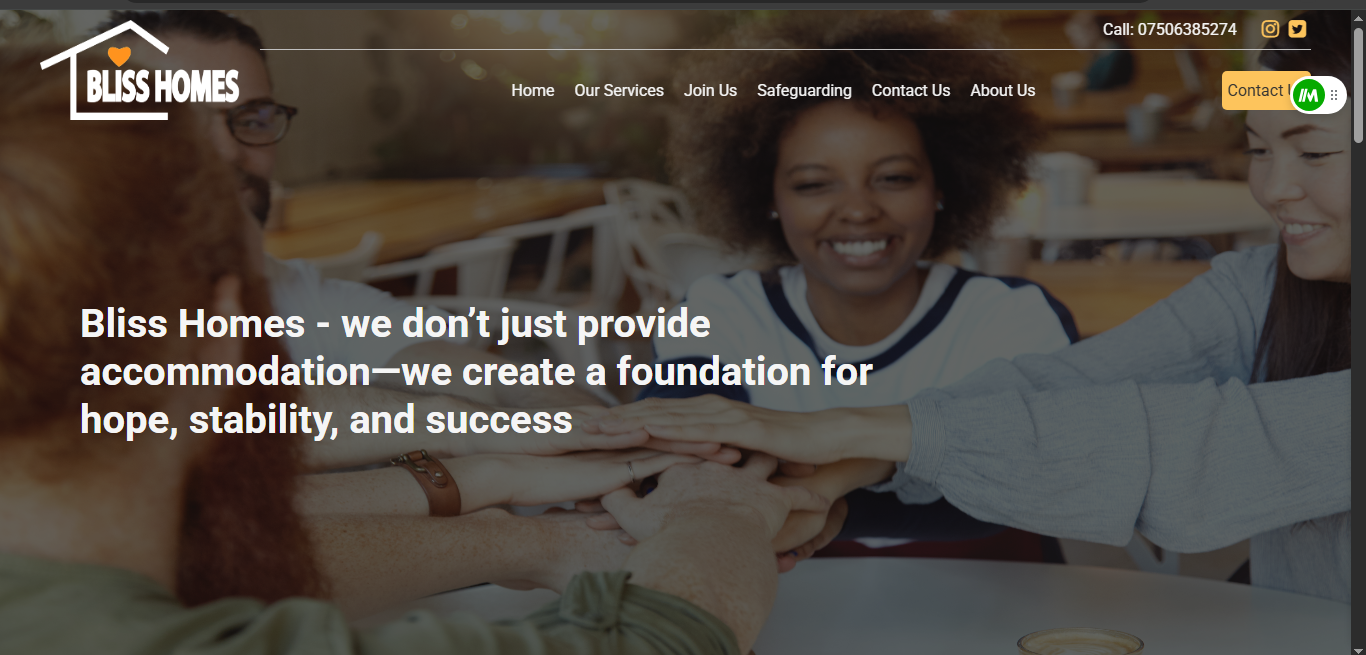 Call: 07506385274
BLISS HOMES
Home Our Services Join Us Safeguarding Contact Us About Us
Contact
Bliss Homes - we don’t just provide
accommodation—we create a foundation for
hope, stability, and success